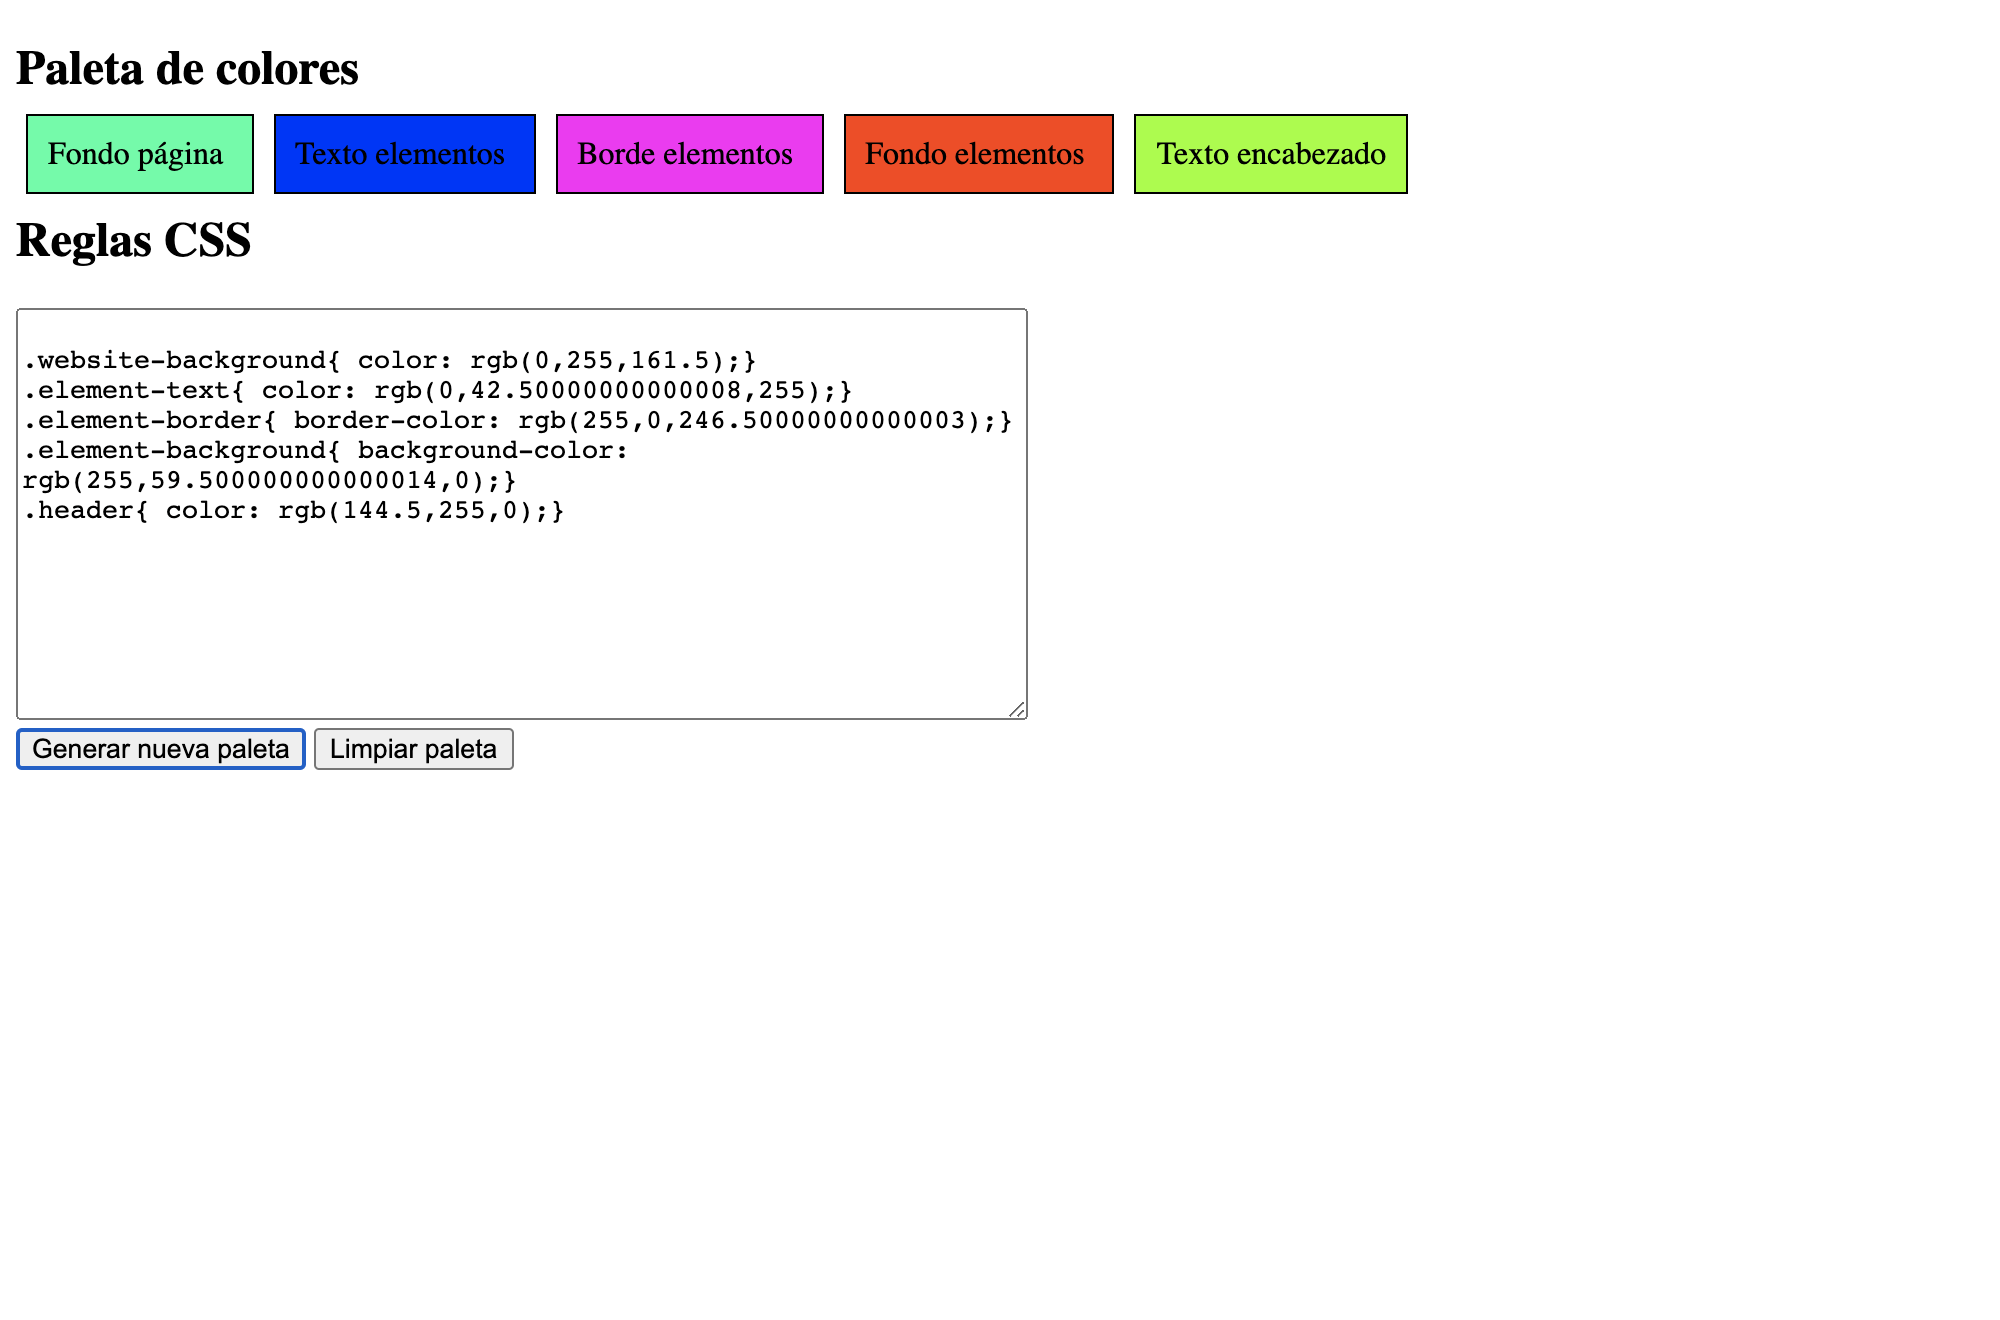 Paleta de colores
Fondo página Texto elementos Borde elementos Fondo elementos Texto encabezado
Reglas CSS
.website-background{ color: rgb(0,255,161.5);}
.element-text{ color: rgb(0,42.50000000000008,255);}
.element-border{ border-color: rgb(255,0,246.50000000000003);}
.element-background{ background-color:
rgb(255,59.500000000000014,0);}
.header{ color: rgb(144.5,255,0);}
Generar nueva paleta Limpiar paleta